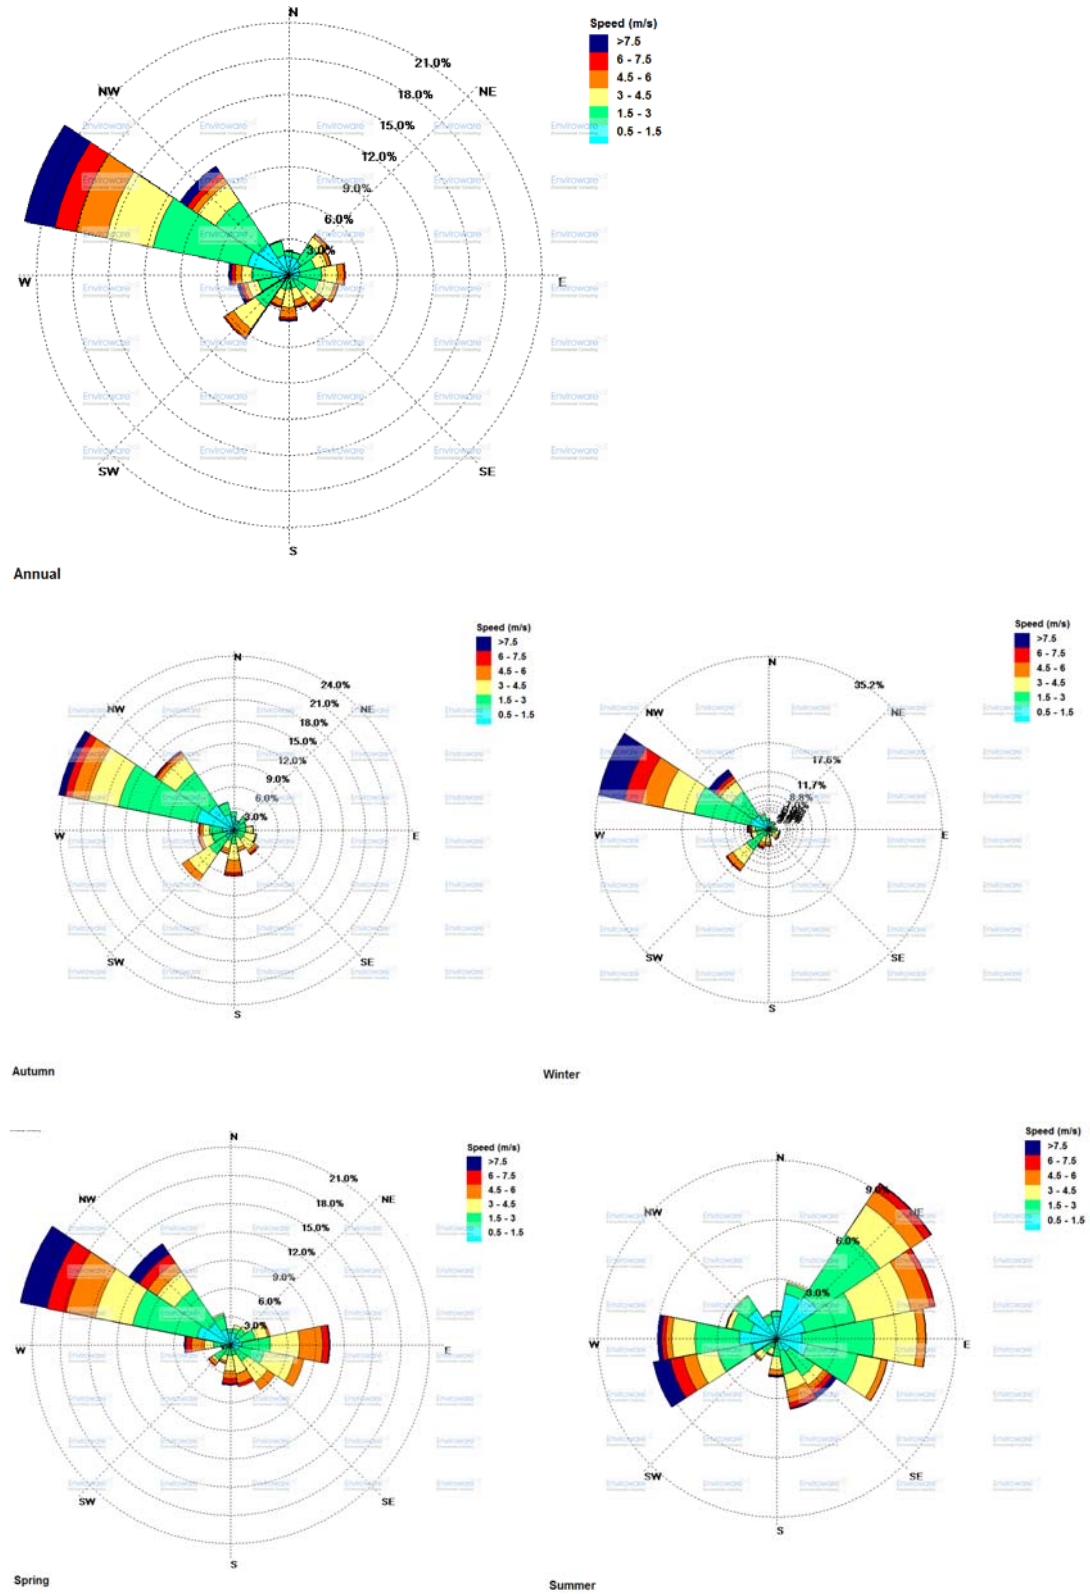 N
Speed (m/s)
>7.5
6 - 7.5
4.5 - 6
3 - 4.5
1.5 - 3
0.5 - 1.5
21.0%
18.0%
15.0%
12.0%
9.0%
6.0%
3.0%
NW
NE
W
E
SW
SE
S
Enviroware
Environmental Consulting
Annual
N
Speed (m/s)
>7.5
6 - 7.5
4.5 - 6
3 - 4.5
1.5 - 3
0.5 - 1.5
24.0%
21.0%
18.0%
15.0%
12.0%
9.0%
6.0%
3.0%
NW
NE
W
E
SW
SE
S
Autumn
N
Speed (m/s)
>7.5
6 - 7.5
4.5 - 6
3 - 4.5
1.5 - 3
0.5 - 1.5
35.2%
17.6%
11.7%
8.8%
NW
NE
W
E
SW
SE
S
Winter
N
Speed (m/s)
>7.5
6 - 7.5
4.5 - 6
3 - 4.5
1.5 - 3
0.5 - 1.5
21.0%
18.0%
15.0%
12.0%
9.0%
6.0%
3.0%
NW
NE
W
E
SW
SE
S
Spring
N
Speed (m/s)
>7.5
6 - 7.5
4.5 - 6
3 - 4.5
1.5 - 3
0.5 - 1.5
6.0%
3.0%
NW
NE
W
E
SW
SE
S
Summer